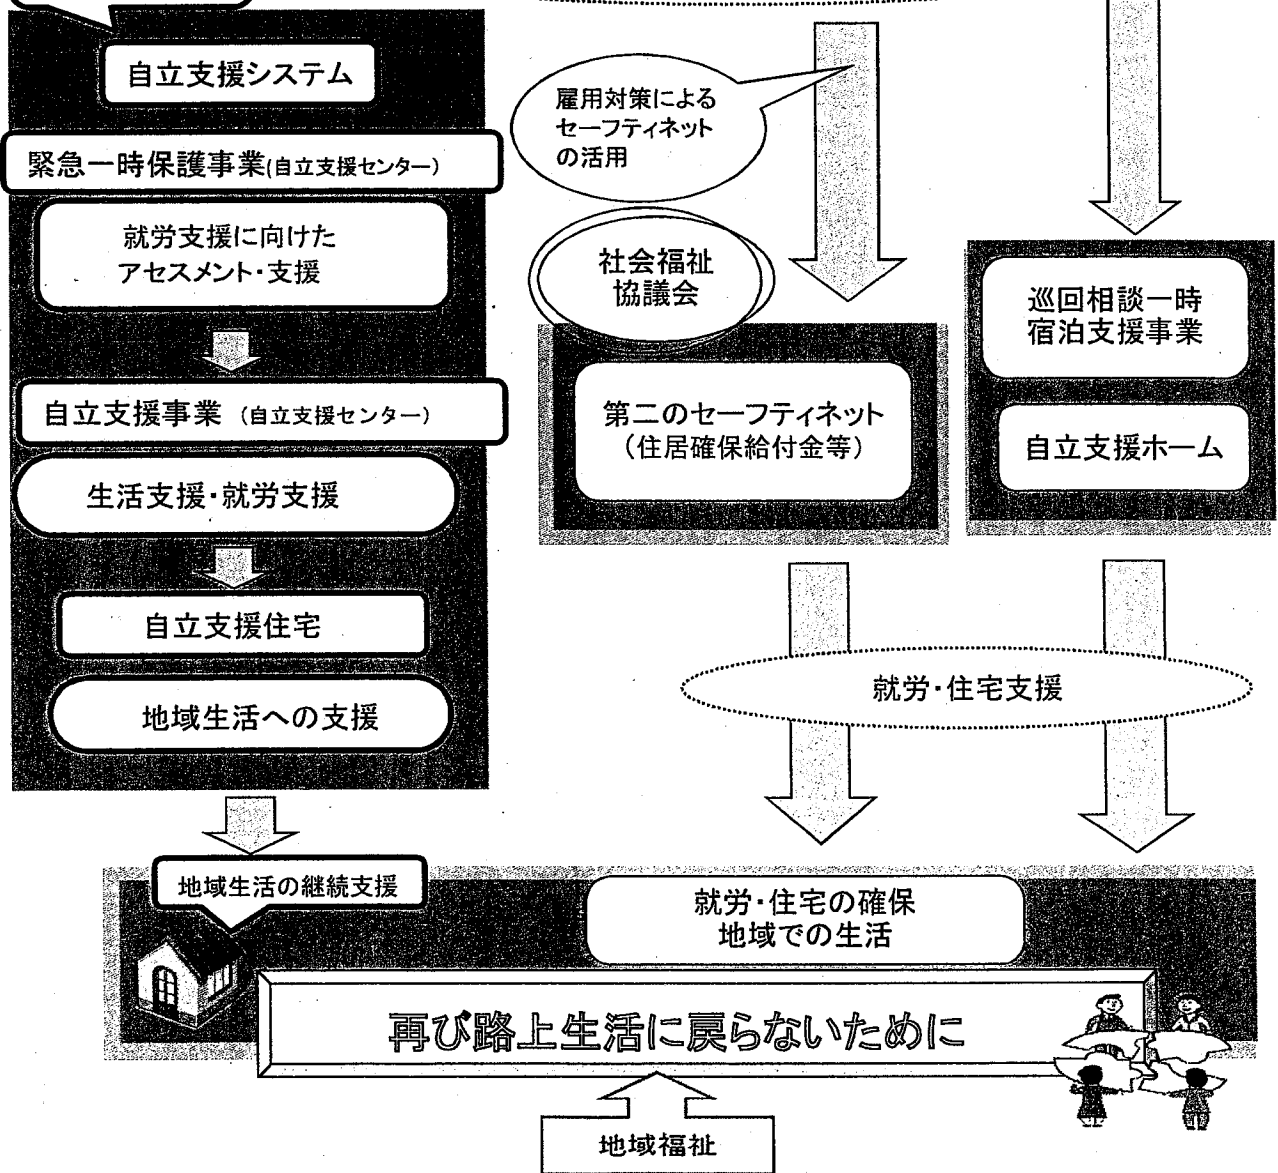 自立支援システム
緊急一時保護事業(自立支援センター)
就労支援に向けた
アセスメント・支援
自立支援事業 (自立支援センター)
生活支援・就労支援
自立支援住宅
地域生活への支援
雇用対策による
セーフティネット
の活用
社会福祉
協議会
第二のセーフティネット
(住居確保給付金等)
巡回相談一時
宿泊支援事業
自立支援ホーム
就労・住宅支援
地域生活の継続支援
就労・住宅の確保
地域での生活
再び路上生活に戻らないために
地域福祉